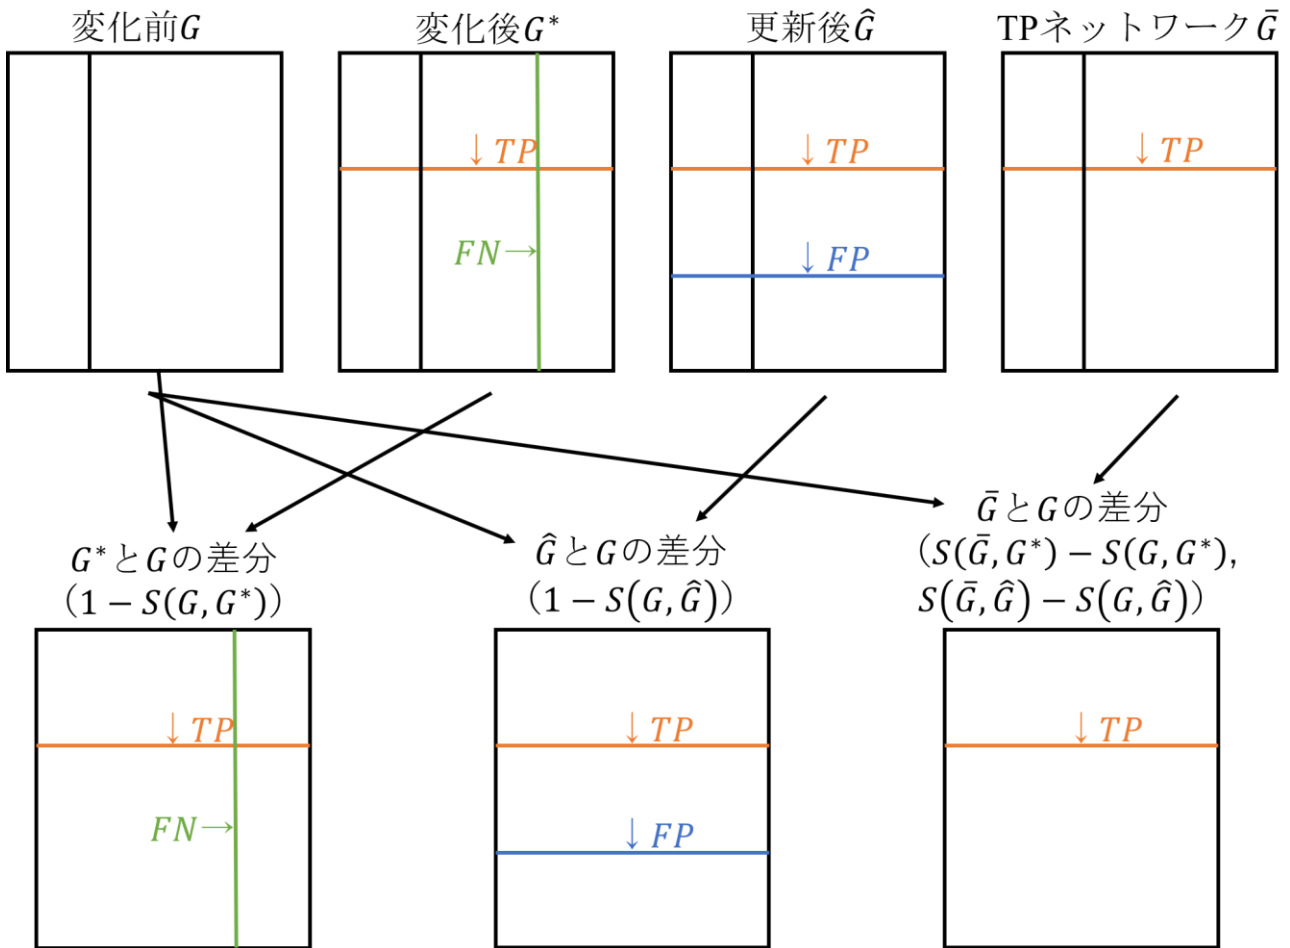 変化前G
変化後G*
更新後Ĝ
TPネットワークḠ
↓TP
↓TP
↓TP
FN→
↓FP
G*とGの差分
(1 − S(G, G*))
ĜとGの差分
(1 − S(G, Ĝ))
ḠとGの差分
(S(Ḡ, G*) − S(G, G*),
S(Ḡ, Ĝ) − S(G, Ĝ))
↓TP
↓TP
↓TP
FN→
↓FP